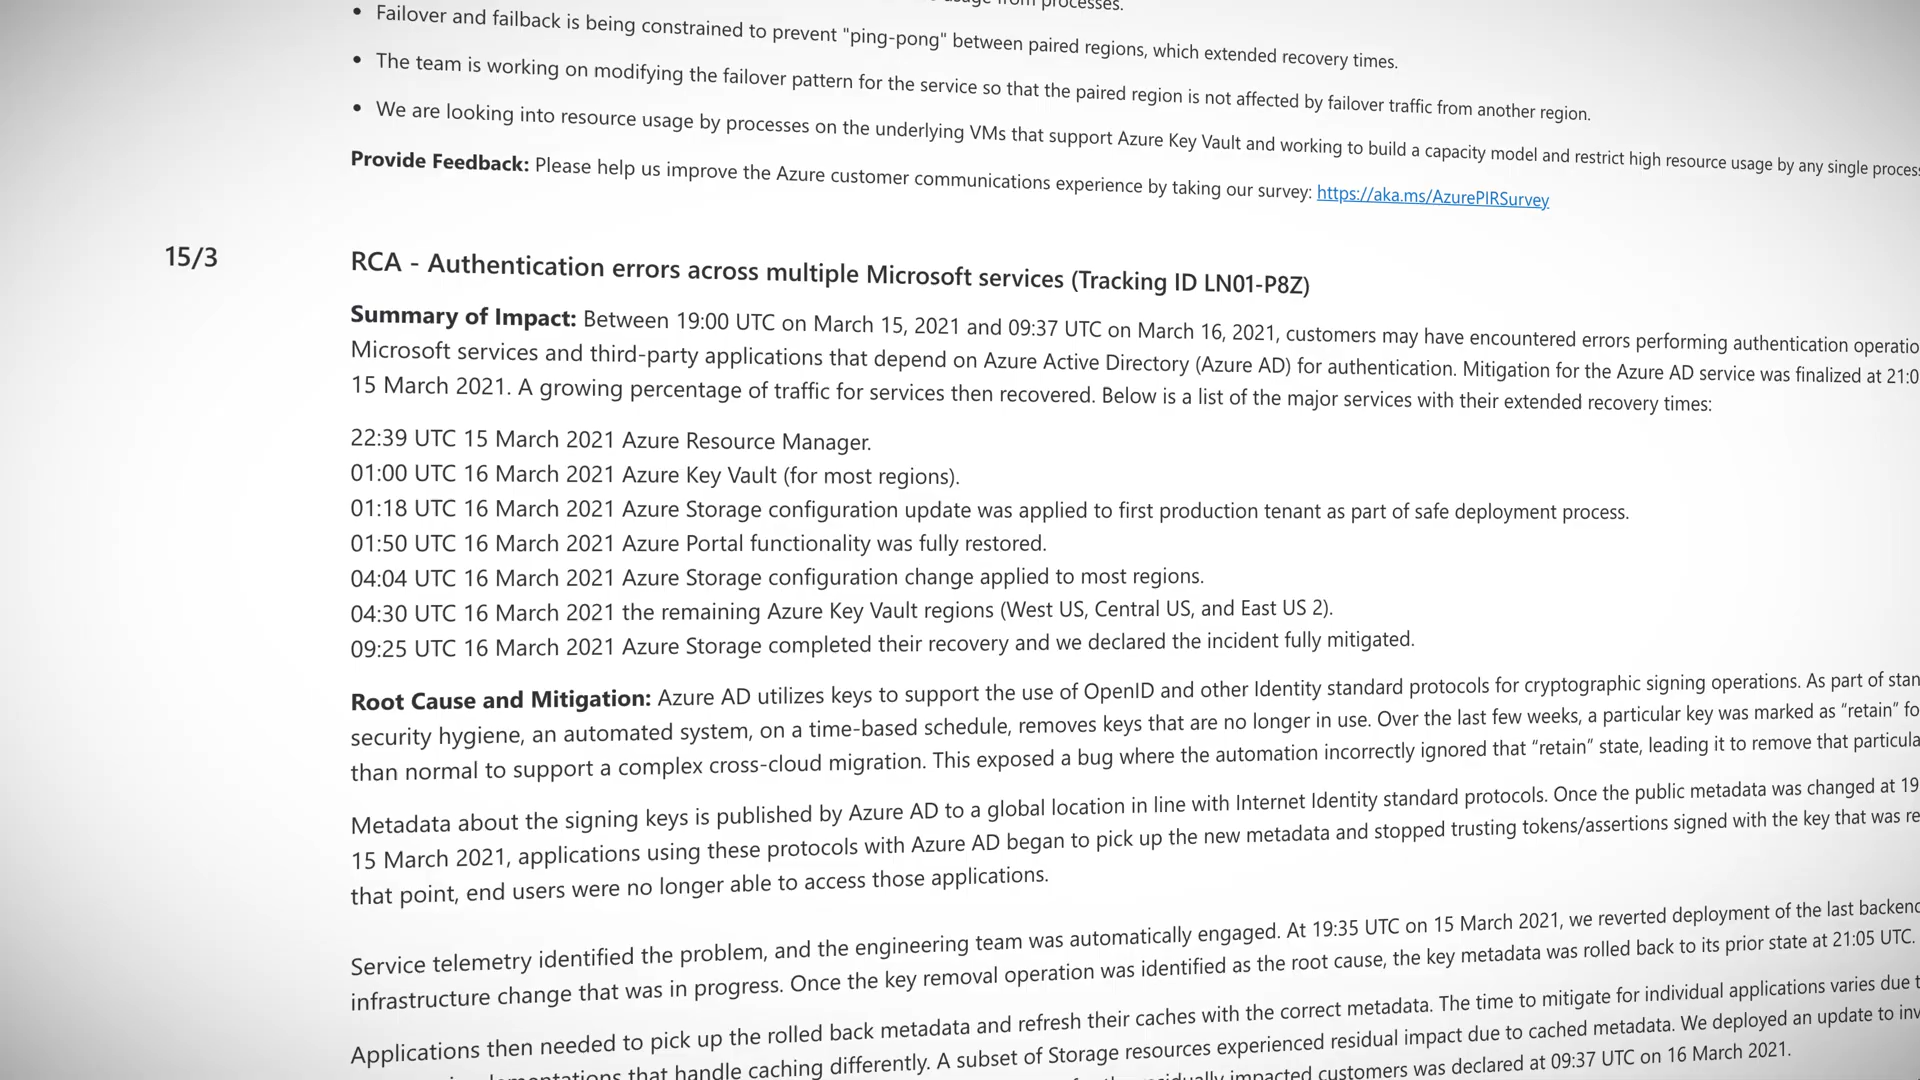 usage from processes.
• Failover and failback is being constrained to prevent "ping-pong" between paired regions, which extended recovery times.
• The team is working on modifying the failover pattern for the service so that the paired region is not affected by failover traffic from another region.
• We are looking into resource usage by processes on the underlying VMs that support Azure Key Vault and working to build a capacity model and restrict high resource usage by any single proces
Provide Feedback: Please help us improve the Azure customer communications experience by taking our survey: https://aka.ms/AzurePIRSurvey
15/3
RCA - Authentication errors across multiple Microsoft services (Tracking ID LN01-P8Z)
Summary of Impact: Between 19:00 UTC on March 15, 2021 and 09:37 UTC on March 16, 2021, customers may have encountered errors performing authentication operatio
Microsoft services and third-party applications that depend on Azure Active Directory (Azure AD) for authentication. Mitigation for the Azure AD service was finalized at 21:0
15 March 2021. A growing percentage of traffic for services then recovered. Below is a list of the major services with their extended recovery times:
22:39 UTC 15 March 2021 Azure Resource Manager.
01:00 UTC 16 March 2021 Azure Key Vault (for most regions).
01:18 UTC 16 March 2021 Azure Storage configuration update was applied to first production tenant as part of safe deployment process.
01:50 UTC 16 March 2021 Azure Portal functionality was fully restored.
04:04 UTC 16 March 2021 Azure Storage configuration change applied to most regions.
04:30 UTC 16 March 2021 the remaining Azure Key Vault regions (West US, Central US, and East US 2).
09:25 UTC 16 March 2021 Azure Storage completed their recovery and we declared the incident fully mitigated.
Root Cause and Mitigation: Azure AD utilizes keys to support the use of OpenID and other Identity standard protocols for cryptographic signing operations. As part of stan
security hygiene, an automated system, on a time-based schedule, removes keys that are no longer in use. Over the last few weeks, a particular key was marked as “retain” fo
than normal to support a complex cross-cloud migration. This exposed a bug where the automation incorrectly ignored that “retain” state, leading it to remove that particula
Metadata about the signing keys is published by Azure AD to a global location in line with Internet Identity standard protocols. Once the public metadata was changed at 19
15 March 2021, applications using these protocols with Azure AD began to pick up the new metadata and stopped trusting tokens/assertions signed with the key that was re
that point, end users were no longer able to access those applications.
Service telemetry identified the problem, and the engineering team was automatically engaged. At 19:35 UTC on 15 March 2021, we reverted deployment of the last backend
infrastructure change that was in progress. Once the key removal operation was identified as the root cause, the key metadata was rolled back to its prior state at 21:05 UTC.
Applications then needed to pick up the rolled back metadata and refresh their caches with the correct metadata. The time to mitigate for individual applications varies due t
that handle caching differently. A subset of Storage resources experienced residual impact due to cached metadata. We deployed an update to inv
impacted customers was declared at 09:37 UTC on 16 March 2021.